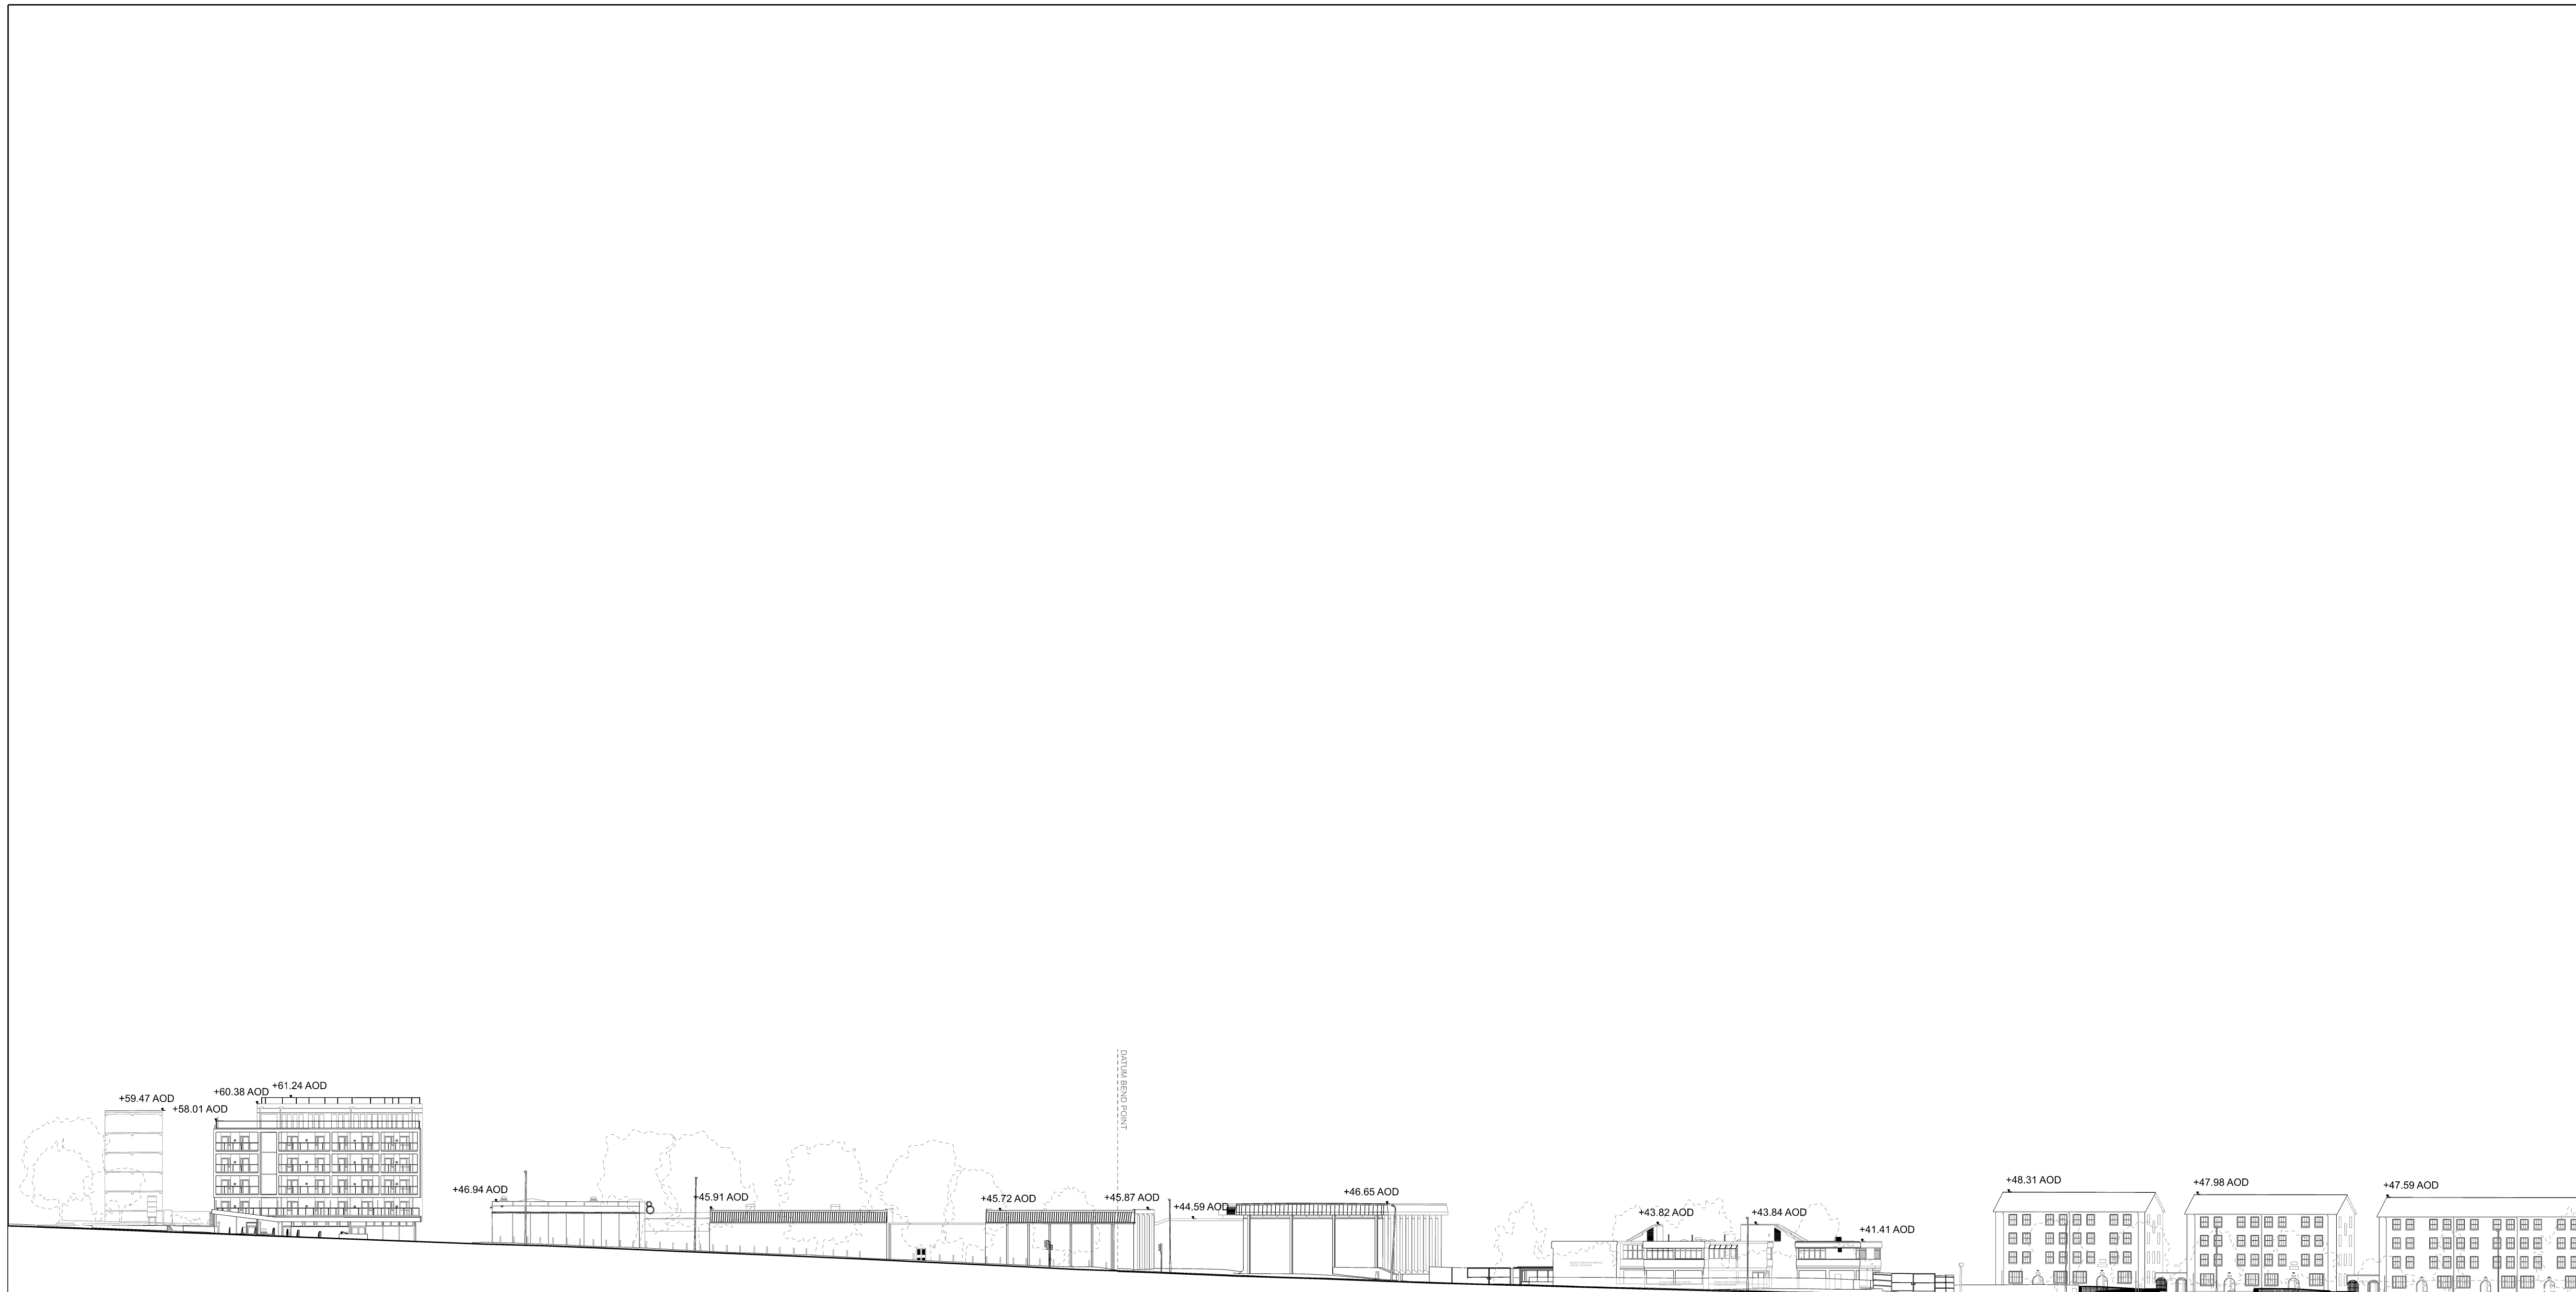 DATUM BEND POINT
+59.47 AOD
+58.01 AOD
+60.38 AOD
+61.24 AOD
+46.94 AOD
+45.91 AOD
+45.72 AOD
+45.87 AOD
+44.59 AOD
+46.65 AOD
+43.82 AOD
+43.84 AOD
+41.41 AOD
+48.31 AOD
+47.98 AOD
+47.59 AOD